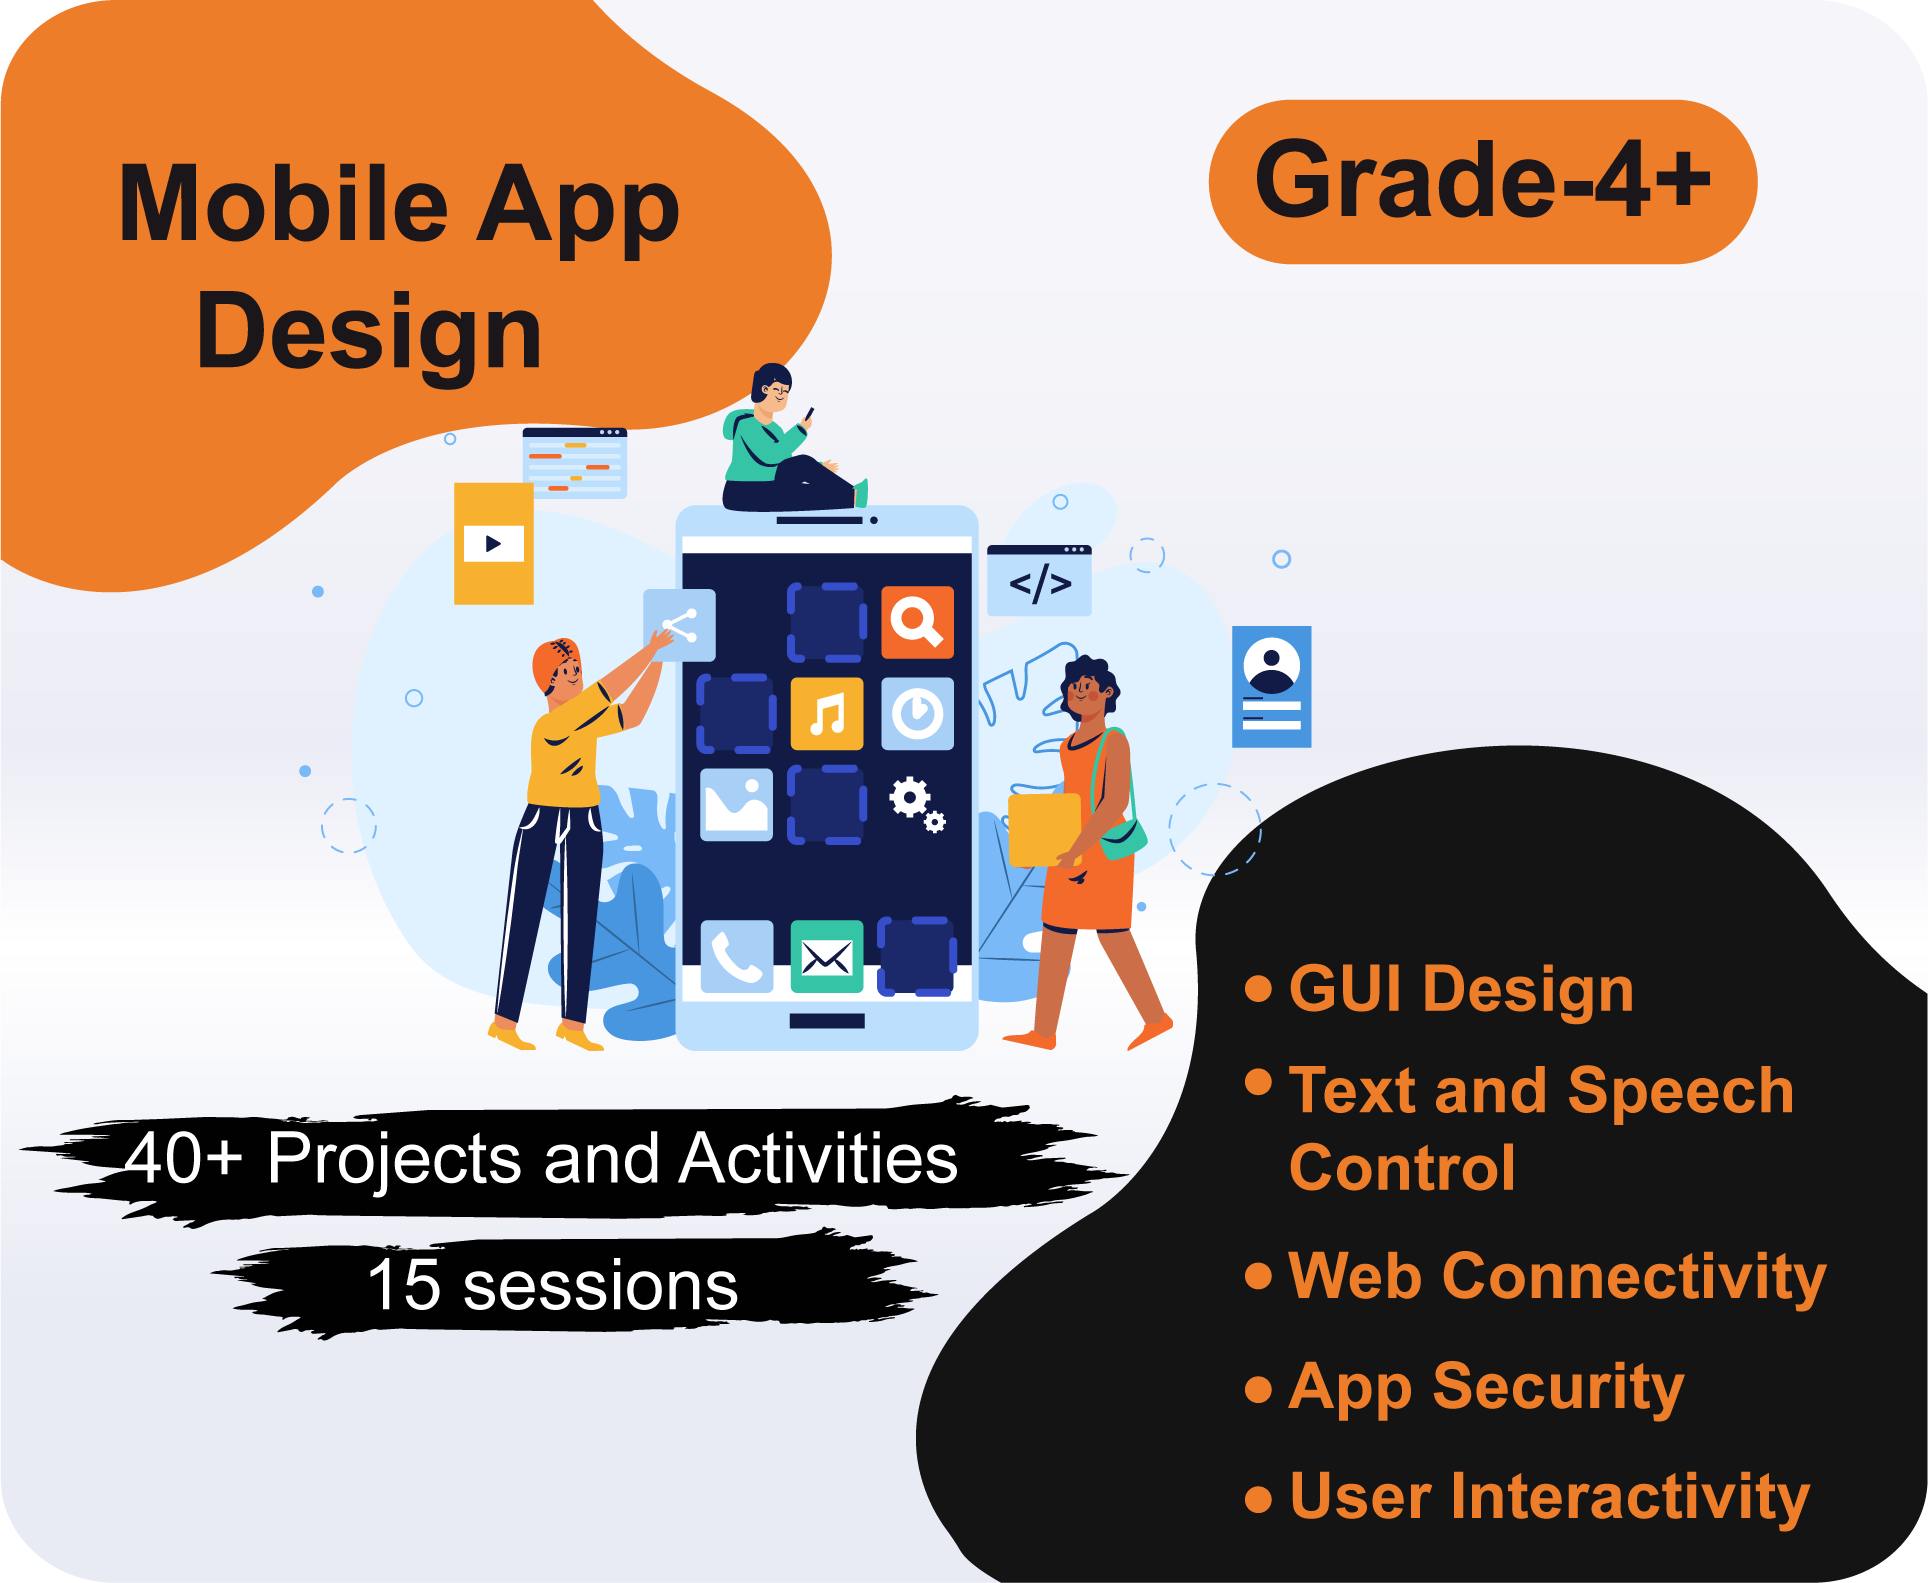 Mobile App
Design
Grade-4+
</>
40+ Projects and Activities
15 sessions
• GUI Design
• Text and Speech
Control
• Web Connectivity
• App Security
• User Interactivity